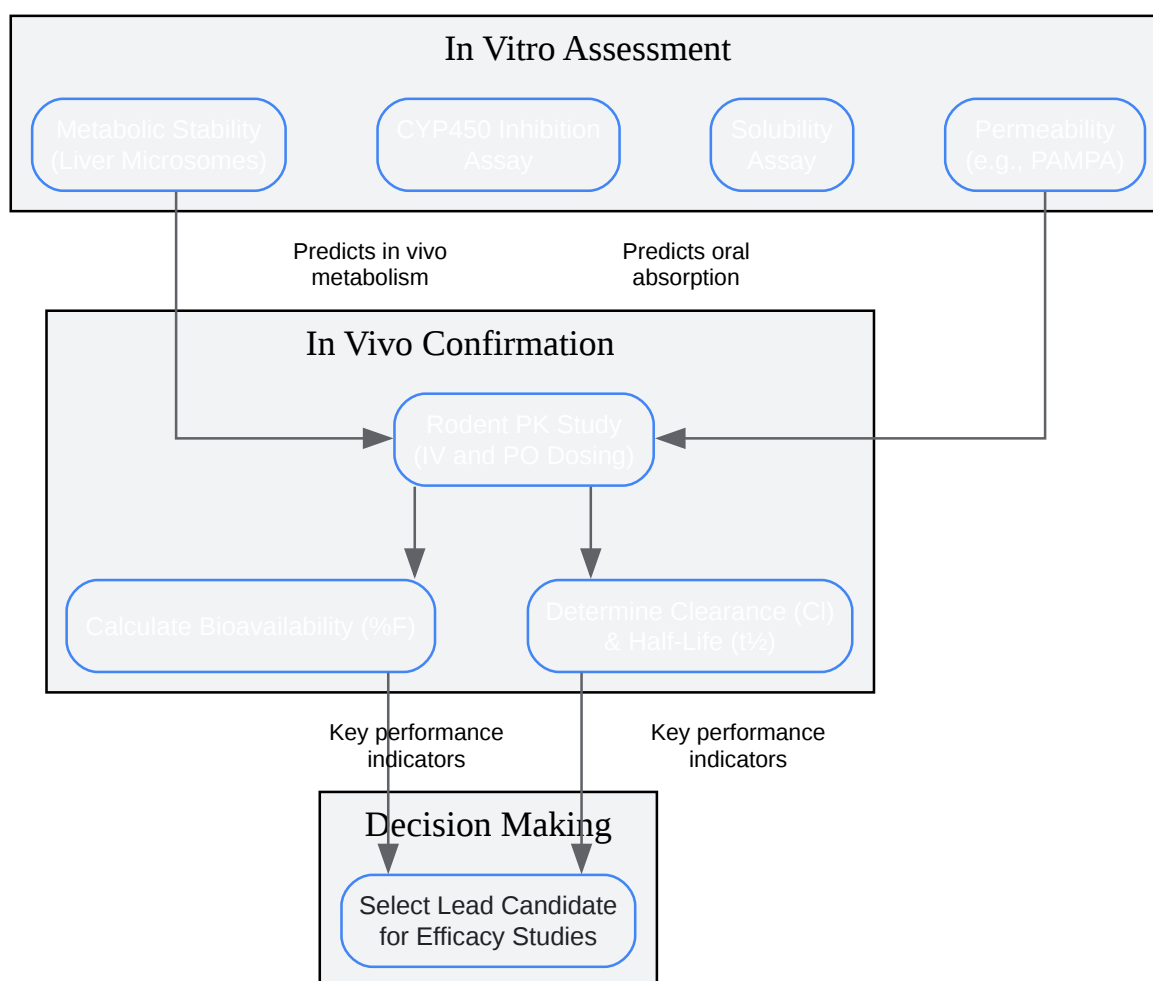 In Vitro Assessment
Metabolic Stability
(Liver Microsomes)
CYP450 Inhibition
Assay
Solubility
Assay
Permeability
(e.g., PAMPA)
Predicts in vivo
metabolism
Predicts oral
absorption
In Vivo Confirmation
Rodent PK Study
(IV and PO Dosing)
Calculate Bioavailability (%F)
Determine Clearance (Cl)
& Half-Life (t½)
Key performance
indicators
Key performance
indicators
Decision Making
Select Lead Candidate
for Efficacy Studies